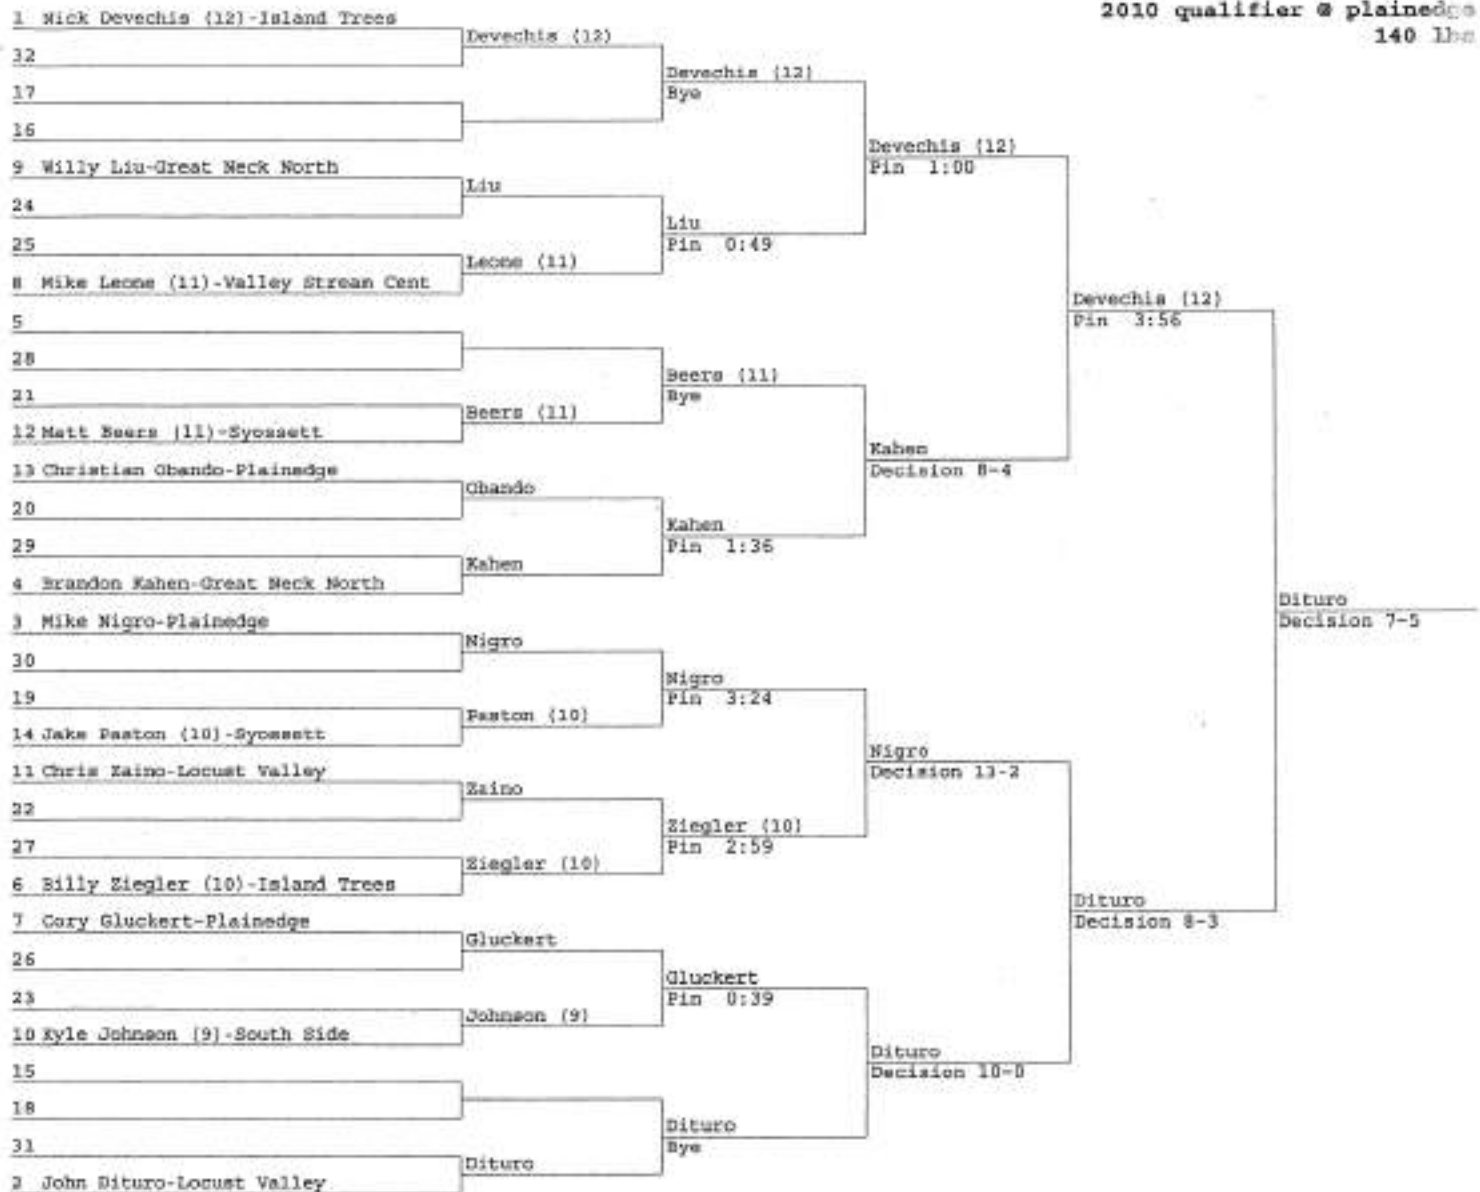 2010 qualifier @ plainedge
140 lbs
1 Nick Devechis (12)-Island Trees
32
17
16
9 Willy Liu-Great Neck North
24
25
8 Mike Leone (11)-Valley Stream Cent
5
28
21
12 Matt Beers (11)-Syossett
13 Christian Obando-Plainedge
20
29
4 Brandon Kahen-Great Neck North
3 Mike Nigro-Plainedge
30
19
14 Jake Paston (10)-Syossett
11 Chris Zaino-Locust Valley
22
27
6 Billy Ziegler (10)-Island Trees
7 Cory Gluckert-Plainedge
26
23
10 Kyle Johnson (9)-South Side
15
18
31
2 John Dituro-Locust Valley
Devechis (12)
Liu
Leone (11)
Beers (11)
Obando
Kahen
Nigro
Paston (10)
Zaino
Ziegler (10)
Gluckert
Johnson (9)
Dituro
Devechis (12)
Bye
Liu
Pin 0:49
Beers (11)
Bye
Kahen
Pin 1:36
Nigro
Pin 3:24
Ziegler (10)
Pin 2:59
Gluckert
Pin 0:39
Dituro
Bye
Devechis (12)
Pin 1:00
Kahen
Decision 8-4
Nigro
Decision 13-2
Dituro
Decision 10-0
Devechis (12)
Pin 3:56
Dituro
Decision 8-3
Dituro
Decision 7-5